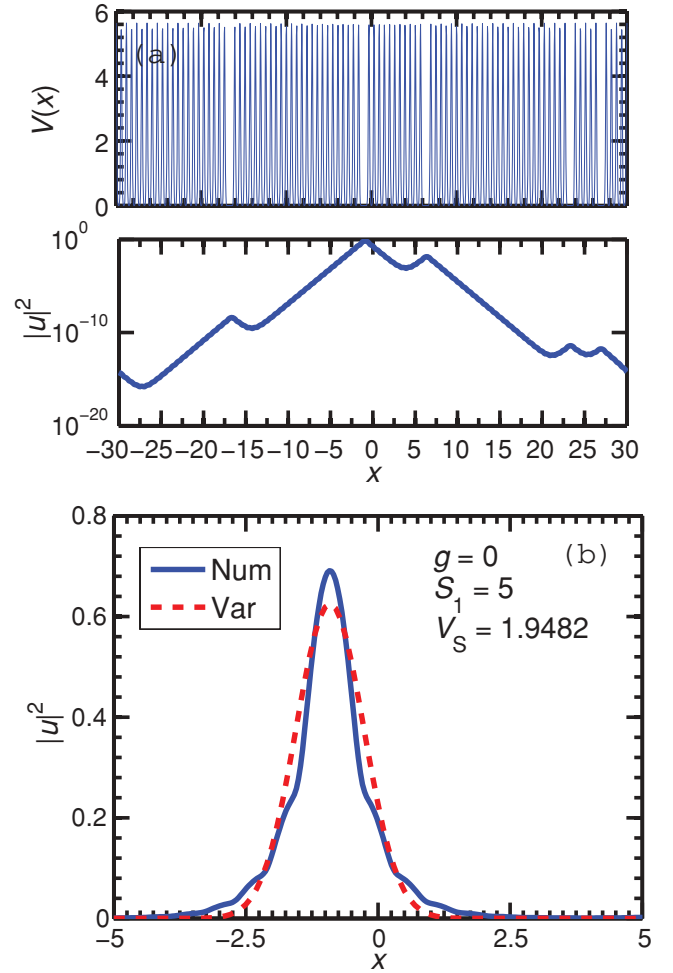 6
4
2
0
V(x)
(a)
10^0
10^-10
10^-20
|u|^2
-30 -25 -20 -15 -10 -5 0 5 10 15 20 25 30
x
0.8
0.6
0.4
0.2
0
|u|^2
Num
Var
g = 0
S_1 = 5
V_S = 1.9482
(b)
-5 -2.5 0 2.5 5
x